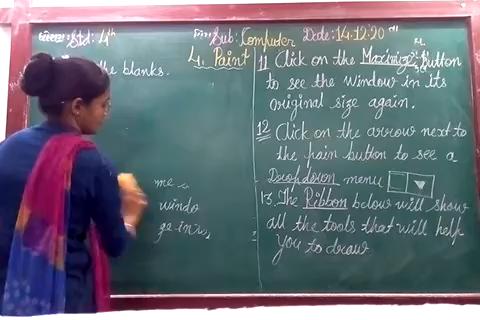 Std: 4th
Sub: Computer
Date: 14.12.20
4. Paint
the blanks.
me
windo
11 Click on the Maximize button
to see the window in its
original size again.
12 Click on the arrow next to
the pain button to see a
Dropdown menu
13. The Ribbon below will show
all the tools that will help
you to draw